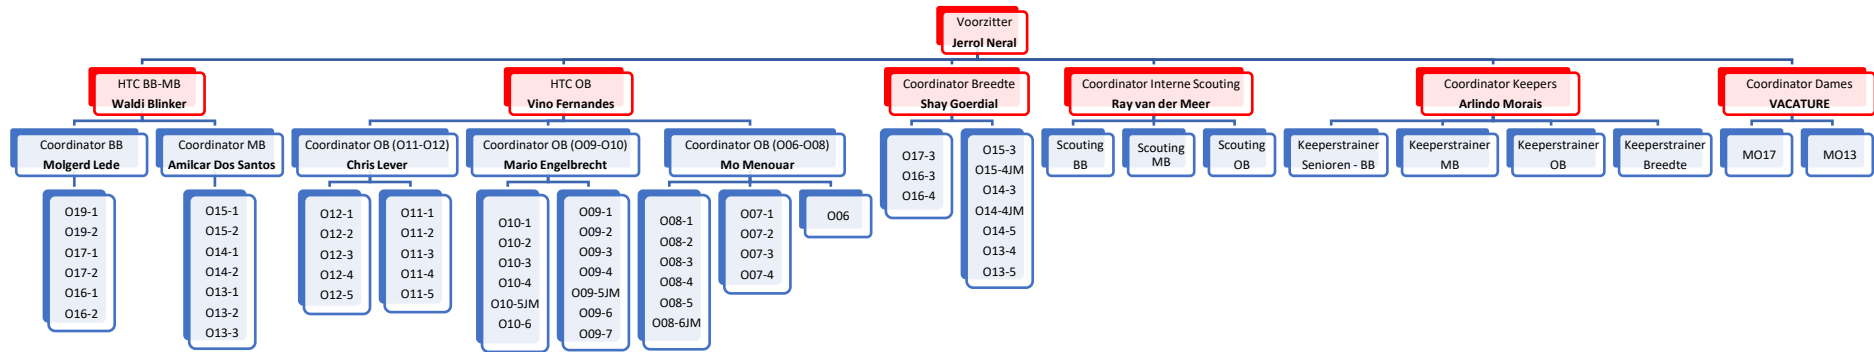 Voorzitter
Jerrol Neral
HTC BB-MB
Waldi Blinker
HTC OB
Vino Fernandes
Coordinator Breedte
Shay Goerdial
Coordinator Interne Scouting
Ray van der Meer
Coordinator Keepers
Arlindo Morais
Coordinator Dames
VACATURE
Coordinator BB
Molgerd Lede
Coordinator MB
Amilcar Dos Santos
Coordinator OB (O11-O12)
Chris Lever
Coordinator OB (O09-O10)
Mario Engelbrecht
Coordinator OB (O06-O08)
Mo Menouar
O17-3
O16-3
O16-4
O15-3
O15-4JM
O14-3
O14-4JM
O14-5
O13-4
O13-5
Scouting
BB
Scouting
MB
Scouting
OB
Keeperstrainer
Senioren - BB
Keeperstrainer
MB
Keeperstrainer
OB
Keeperstrainer
Breedte
MO17
MO13
O19-1
O19-2
O17-1
O17-2
O16-1
O16-2
O15-1
O15-2
O14-1
O14-2
O13-1
O13-2
O13-3
O12-1
O12-2
O12-3
O12-4
O12-5
O11-1
O11-2
O11-3
O11-4
O11-5
O10-1
O10-2
O10-3
O10-4
O10-5JM
O10-6
O09-1
O09-2
O09-3
O09-4
O09-5JM
O09-6
O09-7
O08-1
O08-2
O08-3
O08-4
O08-5
O08-6JM
O07-1
O07-2
O07-3
O07-4
O06